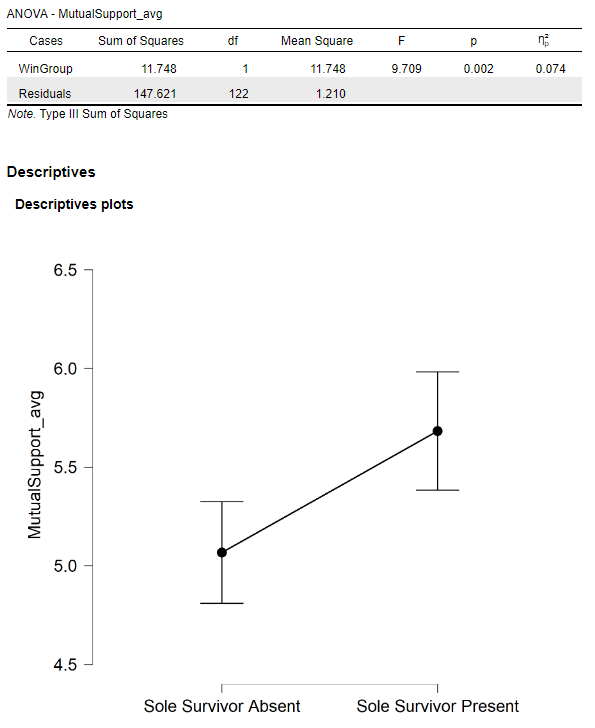 ANOVA - MutualSupport_avg
Cases Sum of Squares df Mean Square F p η²p
WinGroup 11.748 1 11.748 9.709 0.002 0.074
Residuals 147.621 122 1.210
Note. Type III Sum of Squares
Descriptives
Descriptives plots
6.5
6.0
5.5
5.0
4.5
MutualSupport_avg
Sole Survivor Absent Sole Survivor Present